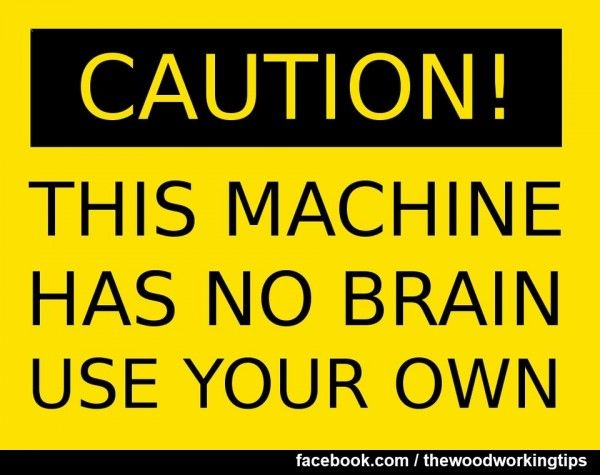 CAUTION!
THIS MACHINE
HAS NO BRAIN
USE YOUR OWN
facebook.com / thewoodworkingtips